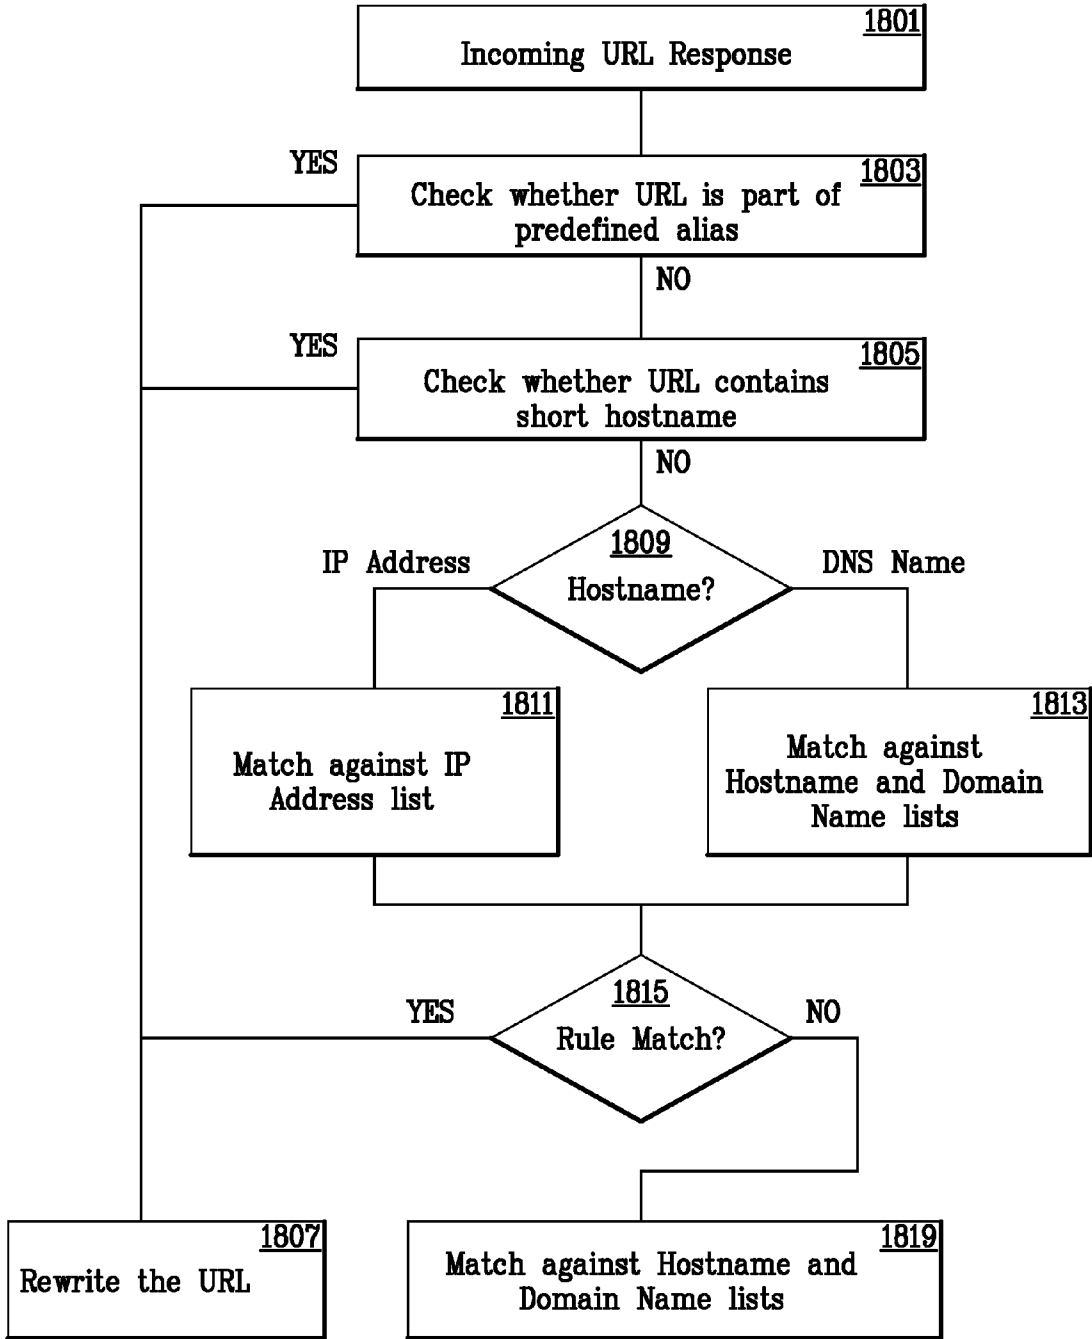 1801
Incoming URL Response
YES
1803
Check whether URL is part of
predefined alias
NO
YES
1805
Check whether URL contains
short hostname
NO
1809
Hostname?
IP Address
DNS Name
1811
Match against IP
Address list
1813
Match against
Hostname and Domain
Name lists
1815
Rule Match?
YES
NO
1807
Rewrite the URL
1819
Match against Hostname and
Domain Name lists